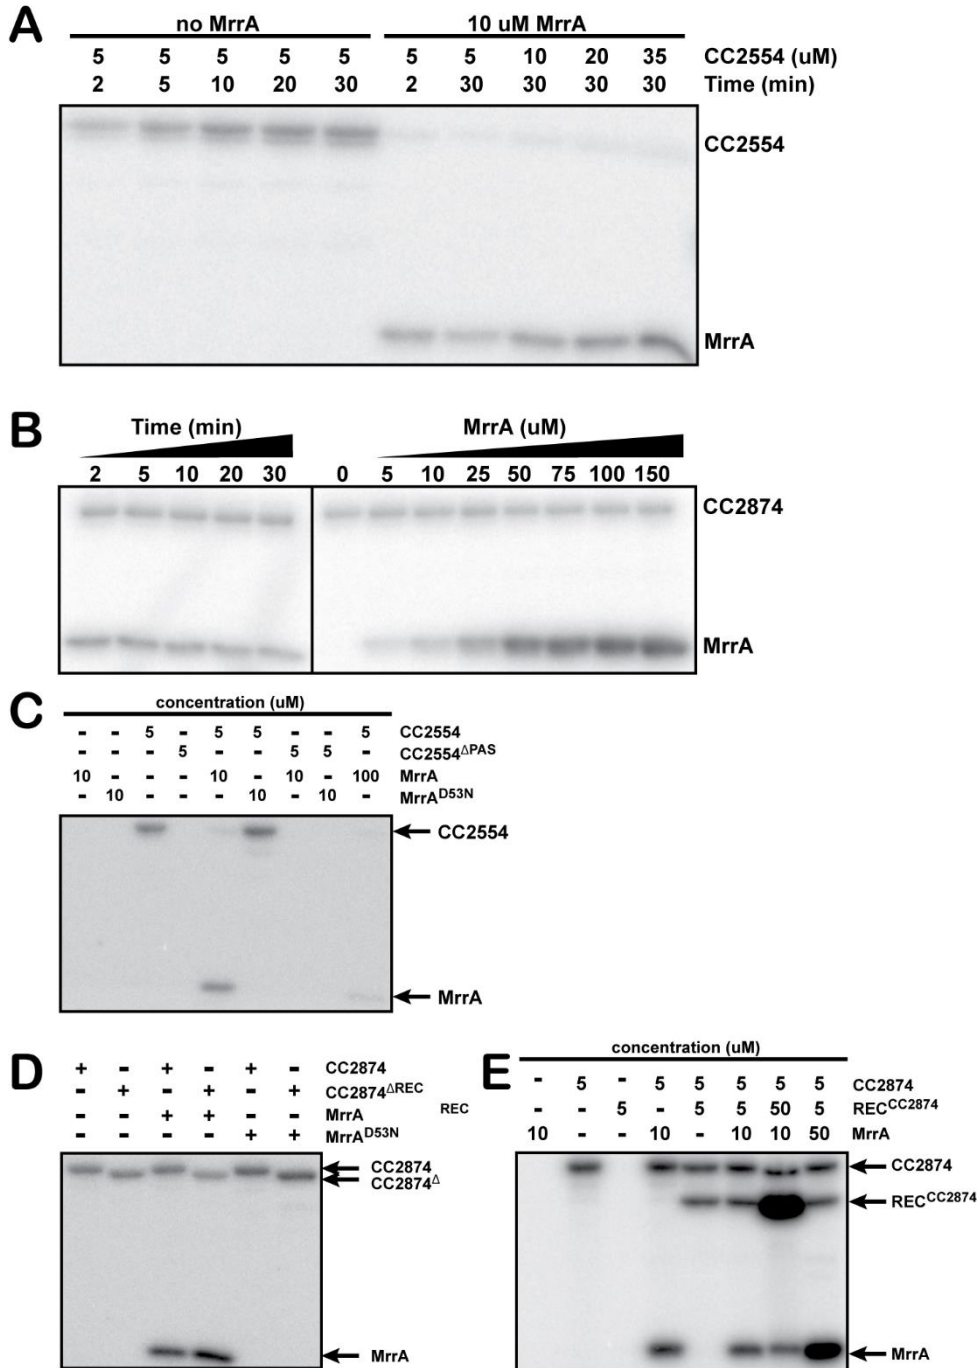 A
no MrrA 10 uM MrrA
5 5 5 5 5 5 5 10 20 35 CC2554 (uM)
2 5 10 20 30 2 30 30 30 30 Time (min)
CC2554
MrrA
B
Time (min) MrrA (uM)
2 5 10 20 30 0 5 10 25 50 75 100 150
CC2874
MrrA
C
concentration (uM)
- - 5 - 5 5 - - 5 CC2554
- - - 5 - - 5 5 - CC2554ΔPAS
10 - - - 10 - 10 - 100 MrrA
- 10 - - - 10 - 10 - MrrAD53N
CC2554
MrrA
D
+ - + - + - CC2874
- + - + - + CC2874ΔREC
- - + + - - MrrA REC
- - - - + + MrrAD53N
CC2874
CC2874Δ
MrrA
E
concentration (uM)
- 5 - 5 5 5 5 5 CC2874
- - 5 - 5 5 50 5 RECCC2874
10 - - 10 - 10 10 50 MrrA
CC2874
RECCC2874
MrrA